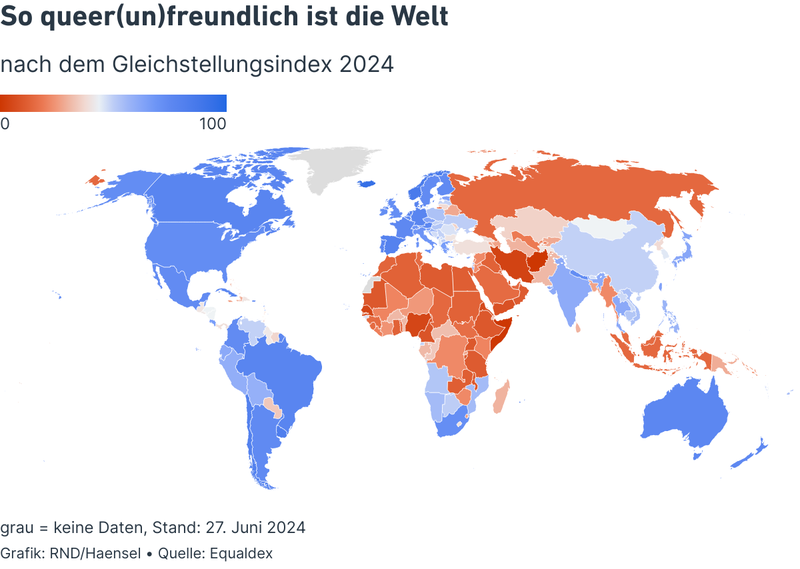 So queer(un)freundlich ist die Welt
nach dem Gleichstellungsindex 2024
0 100
grau = keine Daten, Stand: 27. Juni 2024
Grafik: RND/Haensel • Quelle: Equaldex